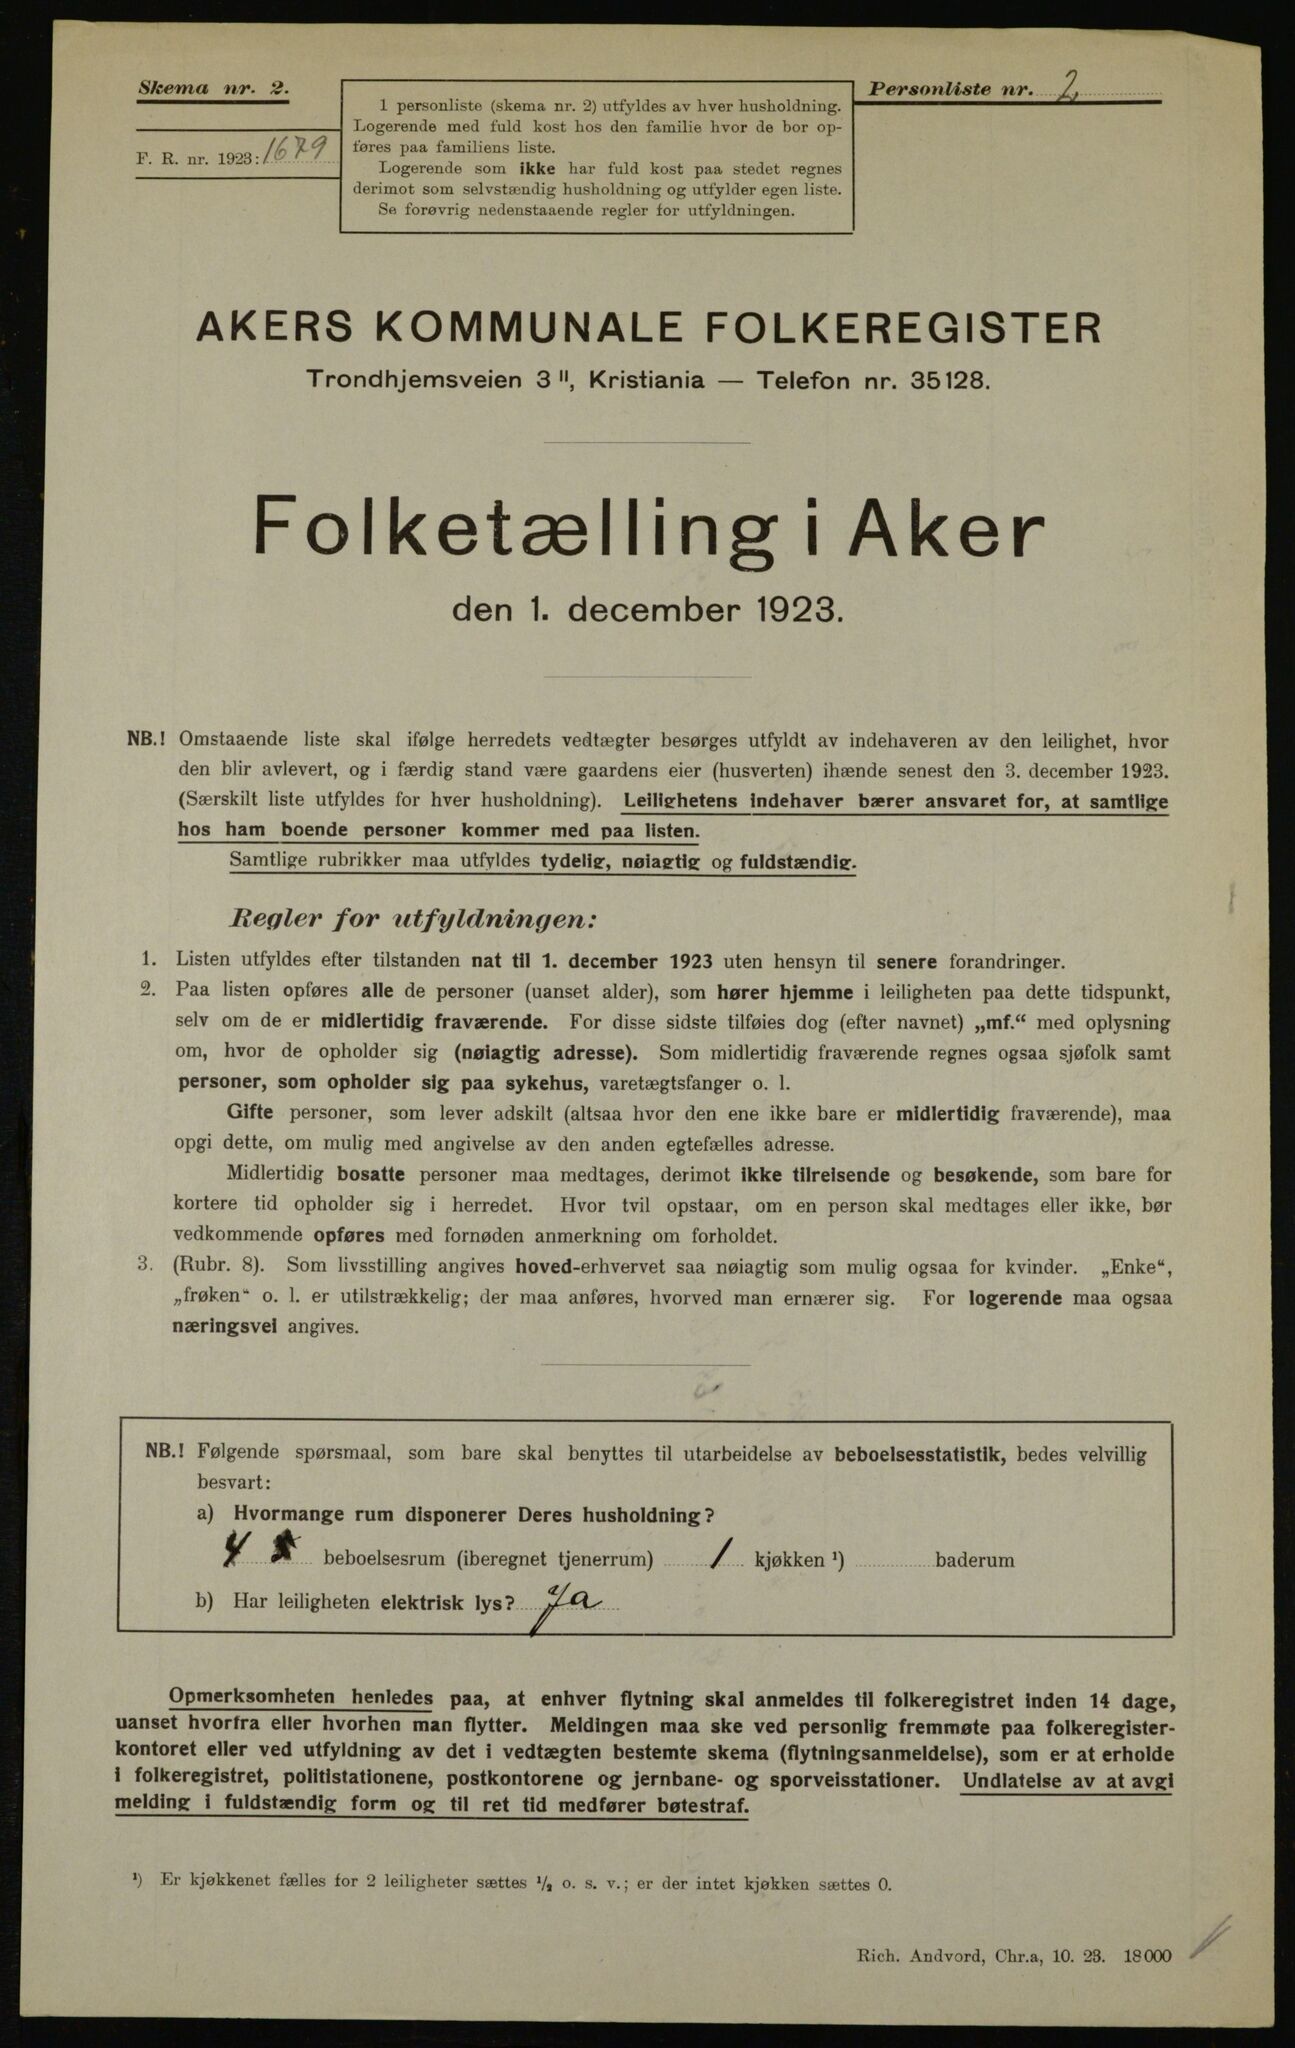 Skema nr. 2.
F. R. nr. 1923: 1679
1 personliste (skema nr. 2) utfyldes av hver husholdning.
Logerende med fuld kost hos den familie hvor de bor op-
føres paa familiens liste.
Logerende som ikke har fuld kost paa stedet regnes
derimot som selvstændig husholdning og utfylder egen liste.
Se forøvrig nedenstaaende regler for utfyldningen.
Personliste nr. 2
AKERS KOMMUNALE FOLKEREGISTER
Trondhjemsveien 3 II, Kristiania — Telefon nr. 35128.
Folketælling i Aker
den 1. december 1923.
NB.! Omstaaende liste skal ifølge herredets vedtægter besørges utfyldt av indehaveren av den leilighet, hvor
den blir avlevert, og i færdig stand være gaardens eier (husverten) ihænde senest den 3. december 1923.
(Særskilt liste utfyldes for hver husholdning). Leilighetens indehaver bærer ansvaret for, at samtlige
hos ham boende personer kommer med paa listen.
Samtlige rubrikker maa utfyldes tydelig, nøiagtig og fuldstændig.
Regler for utfyldningen:
1. Listen utfyldes efter tilstanden nat til 1. december 1923 uten hensyn til senere forandringer.
2. Paa listen opføres alle de personer (uanset alder), som hører hjemme i leiligheten paa dette tidspunkt,
selv om de er midlertidig fraværende. For disse sidste tilføies dog (efter navnet) „mf.“ med oplysning
om, hvor de opholder sig (nøiagtig adresse). Som midlertidig fraværende regnes ogsaa sjøfolk samt
personer, som opholder sig paa sykehus, varetægtsfanger o. l.
Gifte personer, som lever adskilt (altsaa hvor den ene ikke bare er midlertidig fraværende), maa
opgi dette, om mulig med angivelse av den anden egtefælles adresse.
Midlertidig bosatte personer maa medtages, derimot ikke tilreisende og besøkende, som bare for
kortere tid opholder sig i herredet. Hvor tvil opstaar, om en person skal medtages eller ikke, bør
vedkommende opføres med fornøden anmerkning om forholdet.
3. (Rubr. 8). Som livsstilling angives hoved-erhvervet saa nøiagtig som mulig ogsaa for kvinder. „Enke“,
„frøken“ o. l. er utilstrækkelig; der maa anføres, hvorved man ernærer sig. For logerende maa ogsaa
næringsvei angives.
NB.! Følgende spørsmaal, som bare skal benyttes til utarbeidelse av beboelsesstatistik, bedes velvillig
besvart:
a) Hvormange rum disponerer Deres husholdning?
4 beboelsesrum (iberegnet tjenerrum) 1 kjøkken ¹) baderum
b) Har leiligheten elektrisk lys? Ja
Opmerksomheten henledes paa, at enhver flytning skal anmeldes til folkeregistret inden 14 dage,
uanset hvorfra eller hvorhen man flytter. Meldingen maa ske ved personlig fremmøte paa folkeregister-
kontoret eller ved utfyldning av det i vedtægten bestemte skema (flytningsanmeldelse), som er at erholde
i folkeregistret, politistationene, postkontorene og jernbane- og sporveisstationer. Undlatelse av at avgi
melding i fuldstændig form og til ret tid medfører bøtestraf.
¹) Er kjøkkenet fælles for 2 leiligheter sættes ½ o. s. v.; er der intet kjøkken sættes 0.
Rich. Andvord, Chr.a, 10. 23. 18000